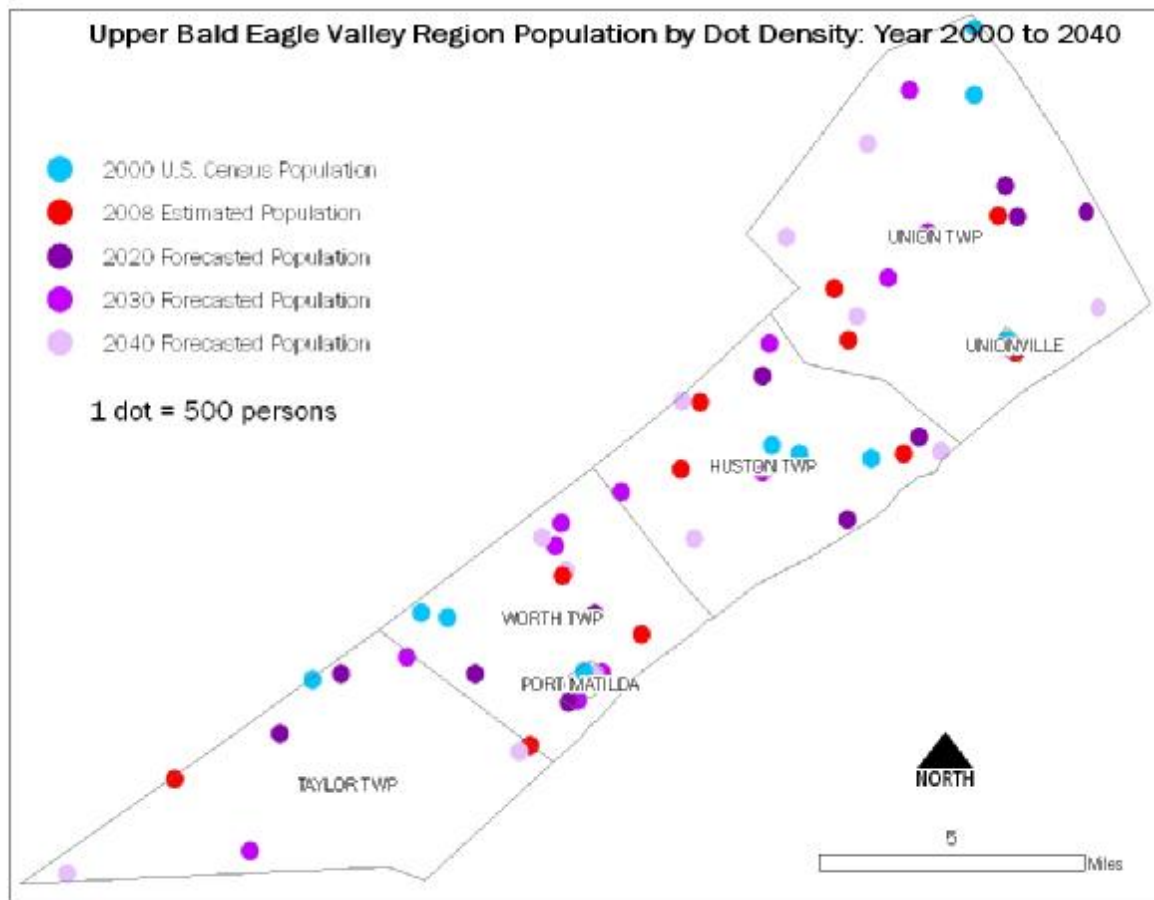 Upper Bald Eagle Valley Region Population by Dot Density: Year 2000 to 2040
2000 U.S. Census Population
2008 Estimated Population
2020 Forecasted Population
2030 Forecasted Population
2040 Forecasted Population
1 dot = 500 persons
UNION TWP
UNIONVILLE
HUSTON TWP
WORTH TWP
PORT MATILDA
TAYLOR TWP
NORTH
5
Miles